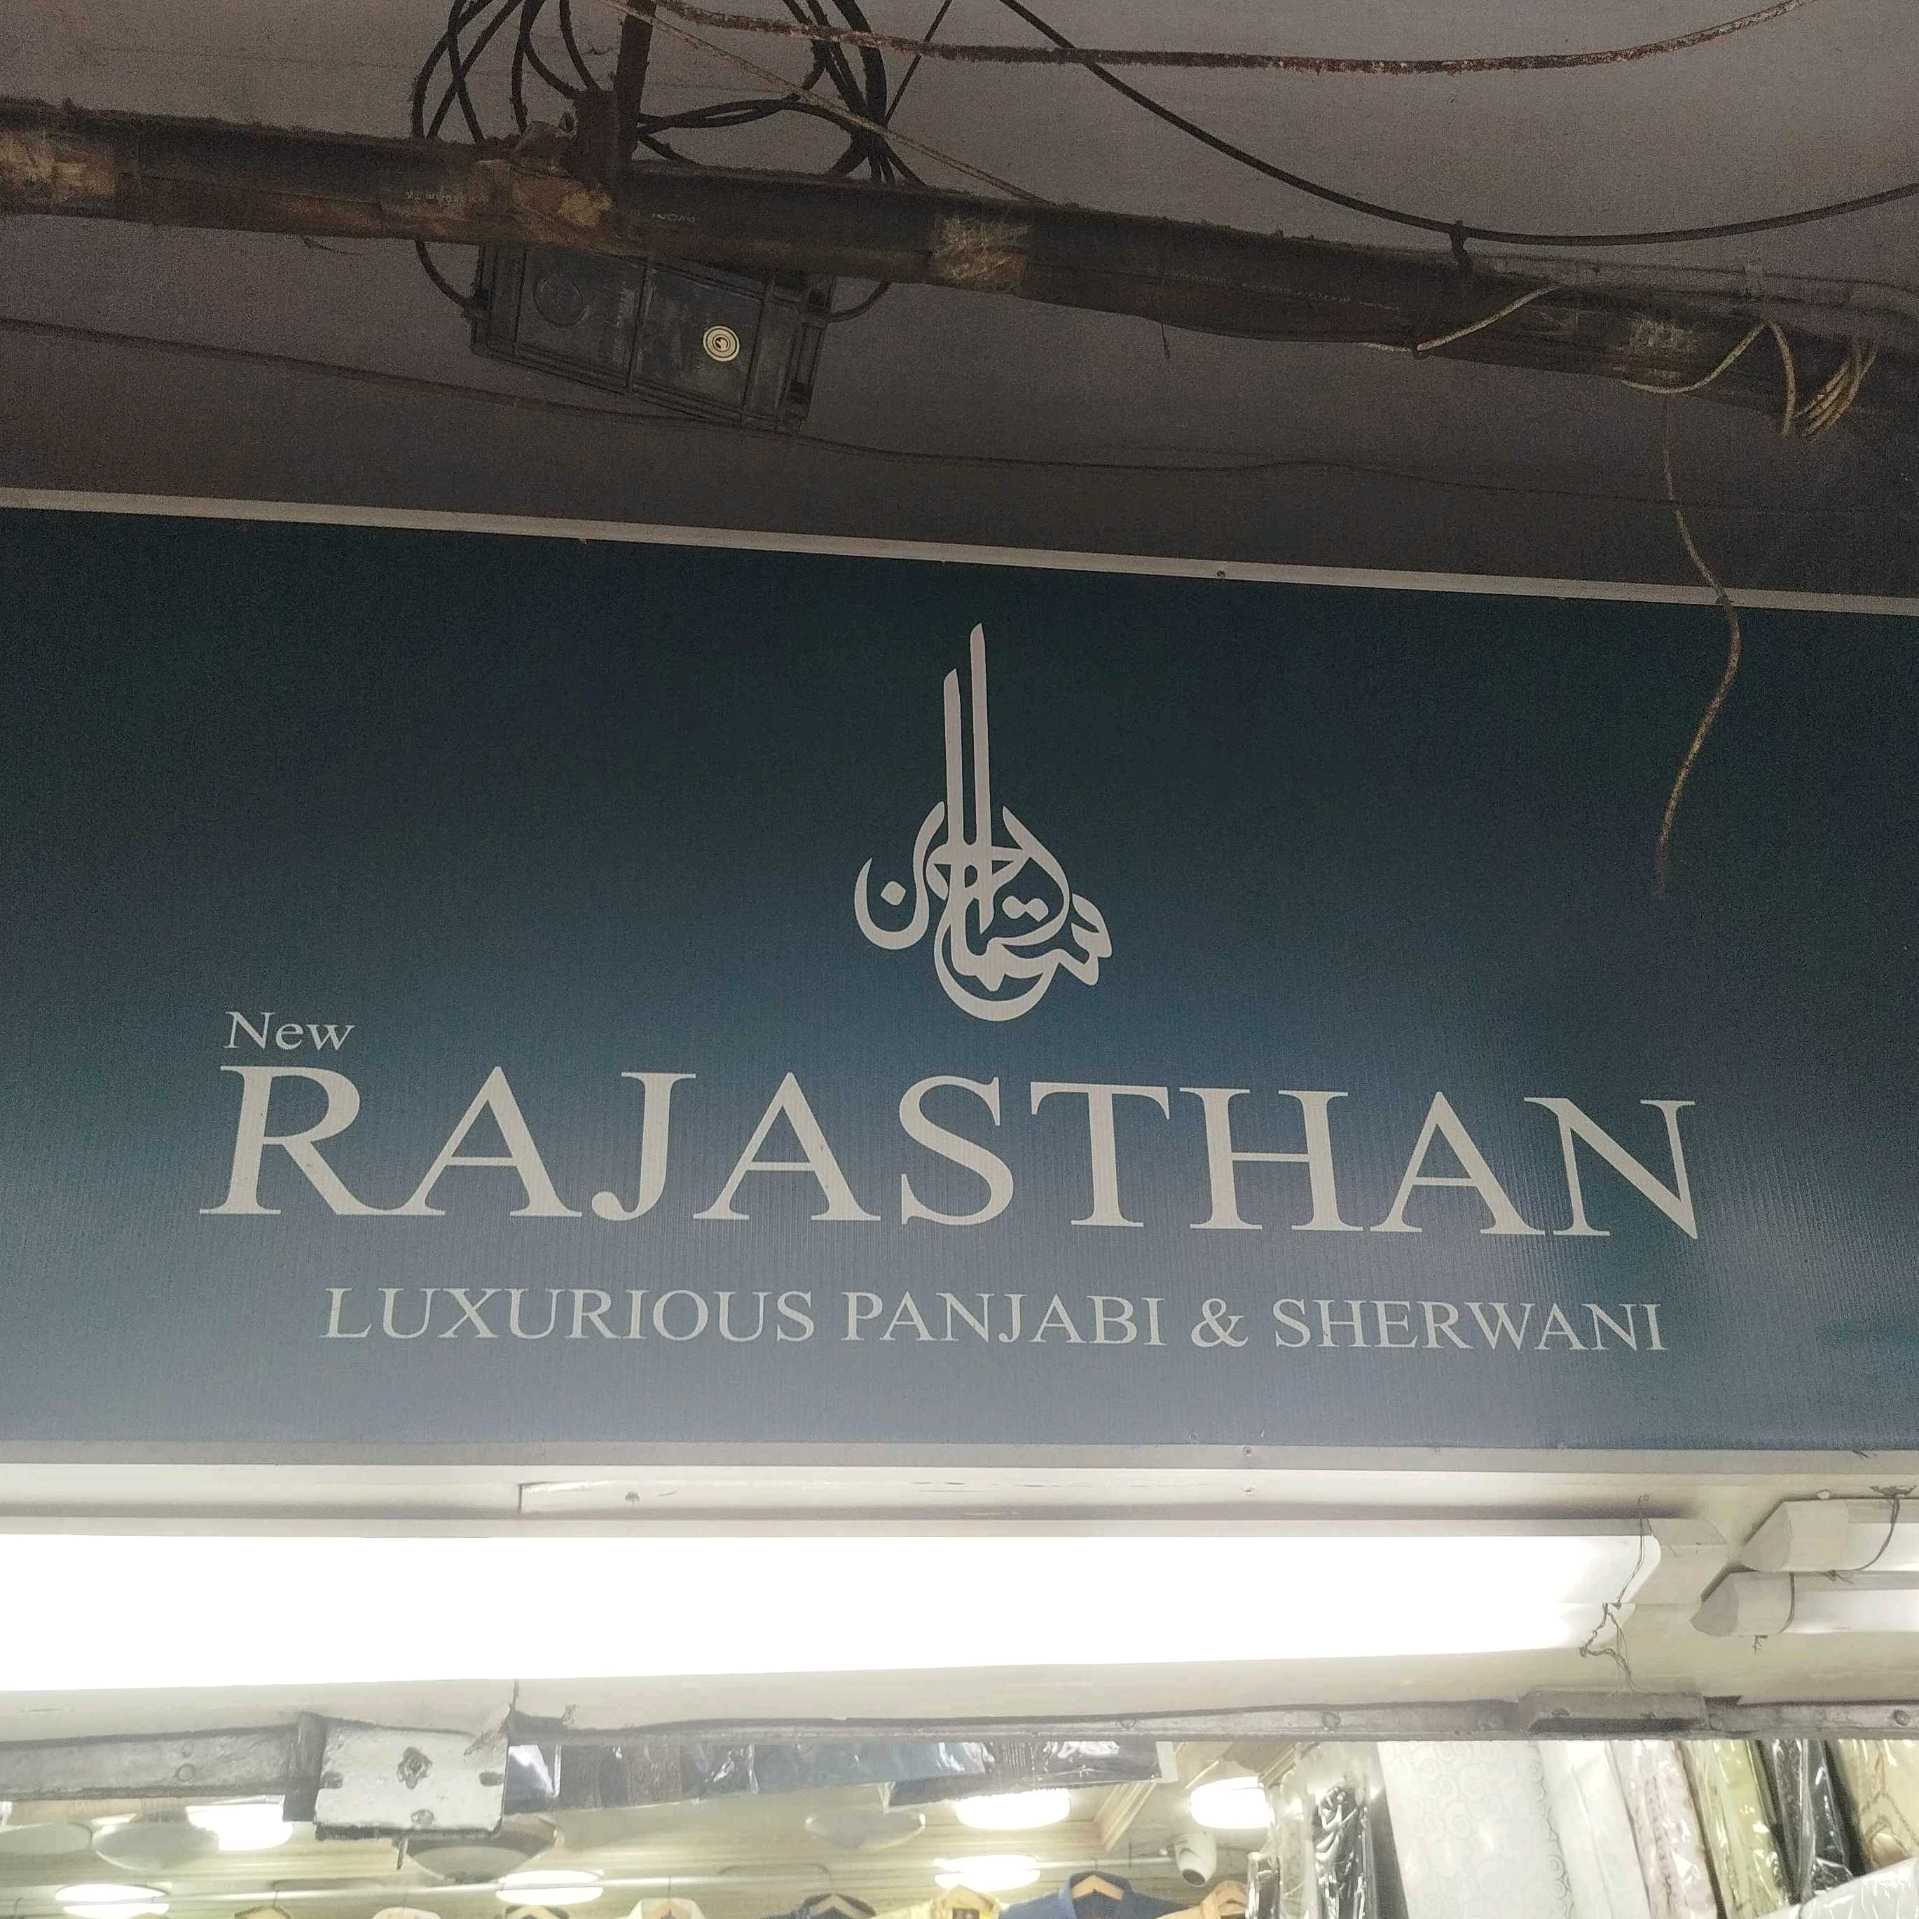 New
RAJASTHAN
LUXURIOUS PANJABI & SHERWANI